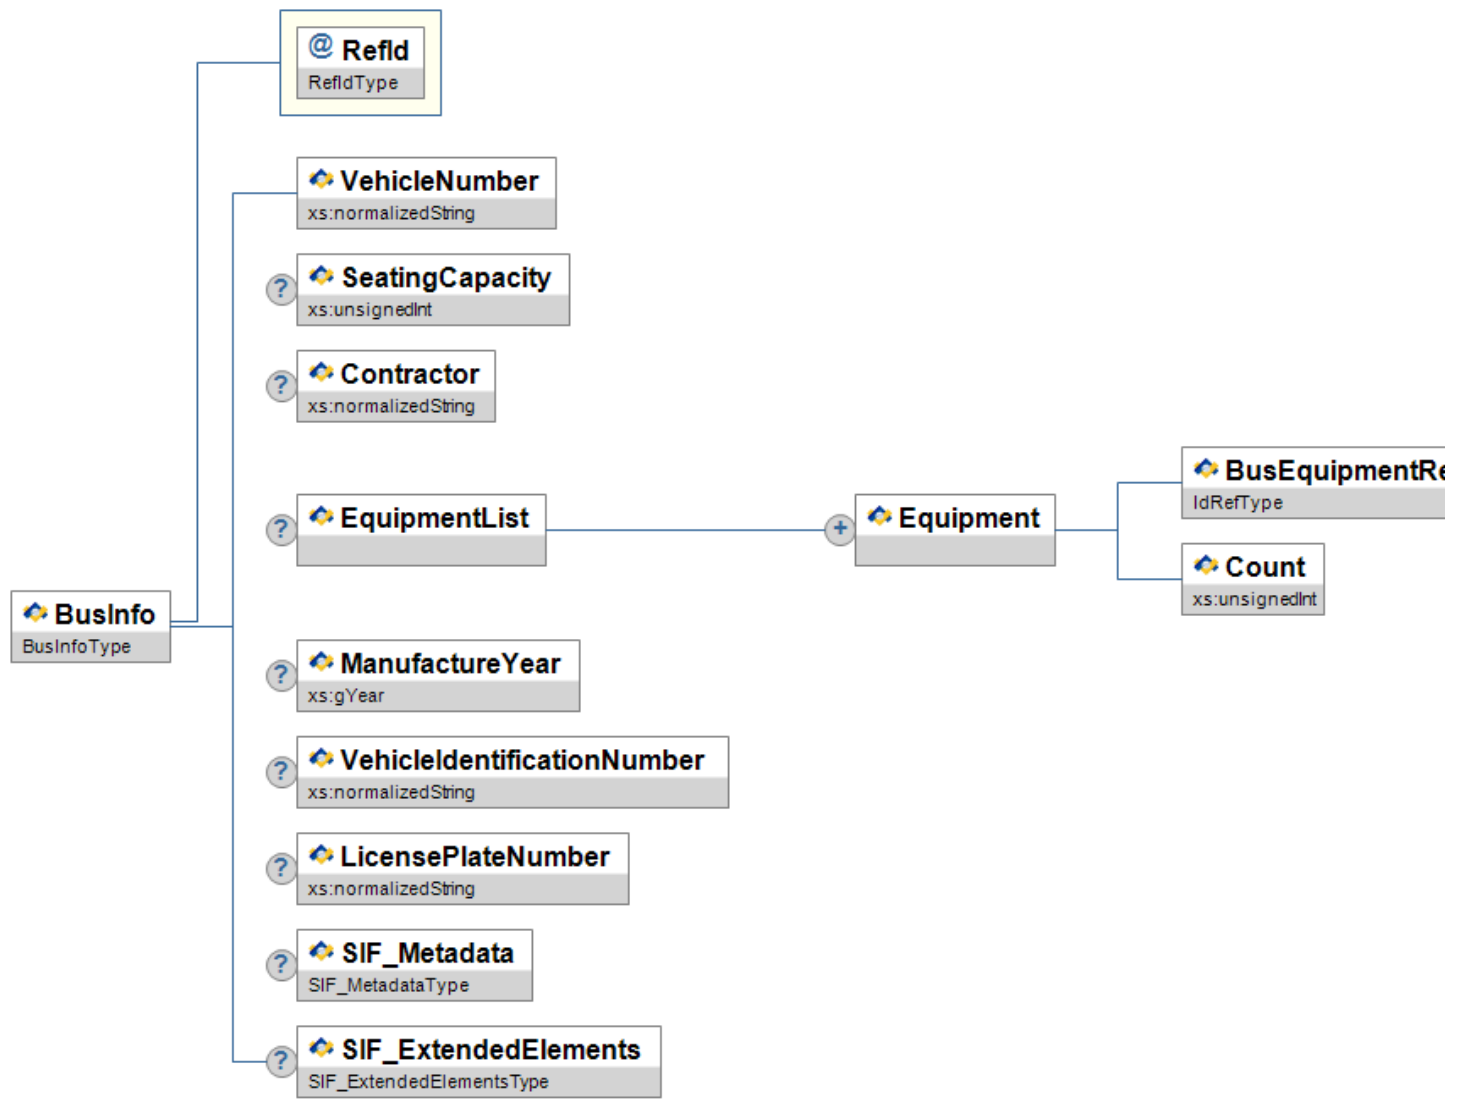 @ RefId
RefIdType
VehicleNumber
xs:normalizedString
? SeatingCapacity
xs:unsignedInt
? Contractor
xs:normalizedString
? EquipmentList
+ Equipment
BusEquipmentRe
IdRefType
Count
xs:unsignedInt
BusInfo
BusInfoType
? ManufactureYear
xs:gYear
? VehicleIdentificationNumber
xs:normalizedString
? LicensePlateNumber
xs:normalizedString
? SIF_Metadata
SIF_MetadataType
? SIF_ExtendedElements
SIF_ExtendedElementsType